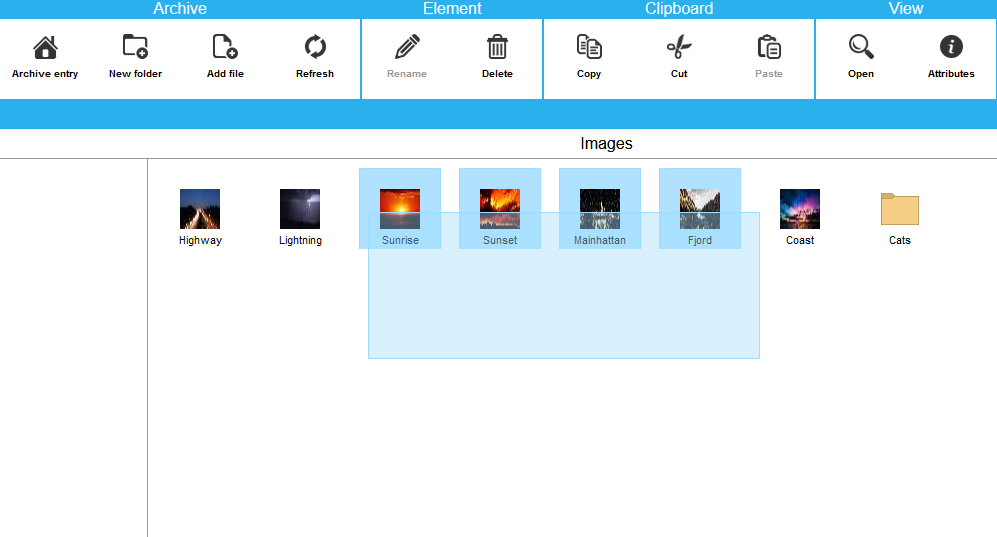 Archive Element Clipboard View
Archive entry New folder Add file Refresh Rename Delete Copy Cut Paste Open Attributes
Images
Highway Lightning Sunrise Sunset Mainhattan Fjord Coast Cats